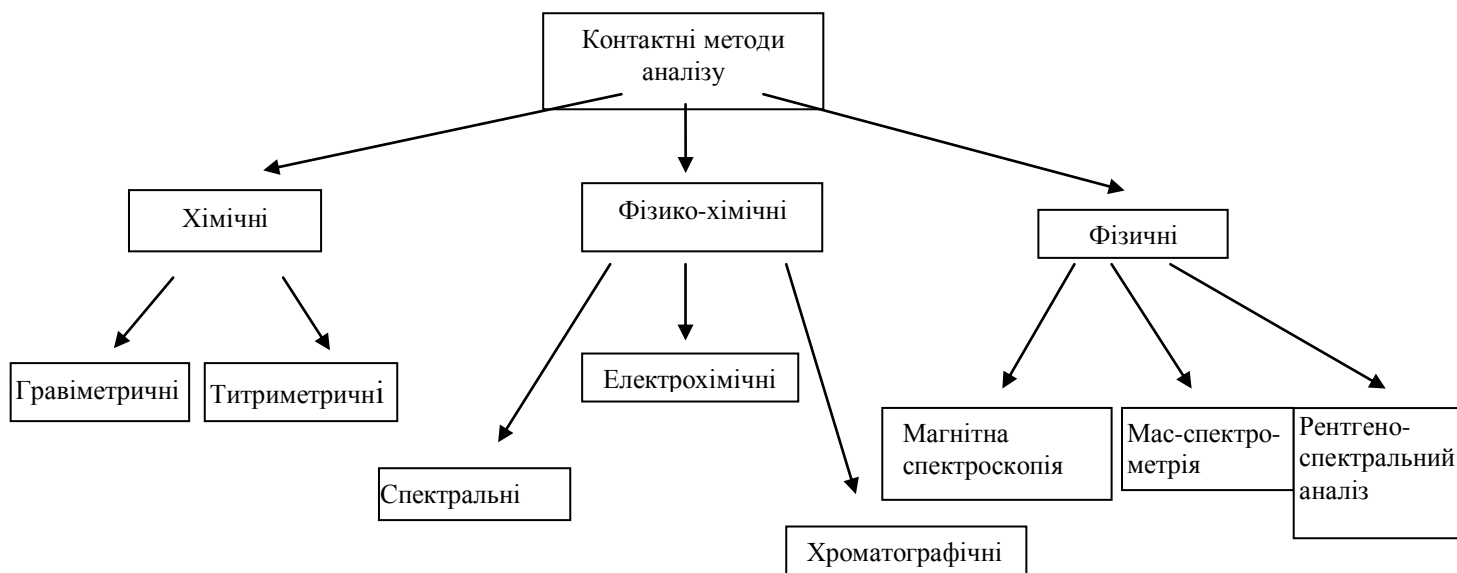 Контактні методи
аналізу
Хімічні
Фізико-хімічні
Фізичні
Гравіметричні
Титриметричні
Електрохімічні
Спектральні
Хроматографічні
Магнітна
спектроскопія
Мас-спектро-
метрія
Рентгено-
спектральний
аналіз